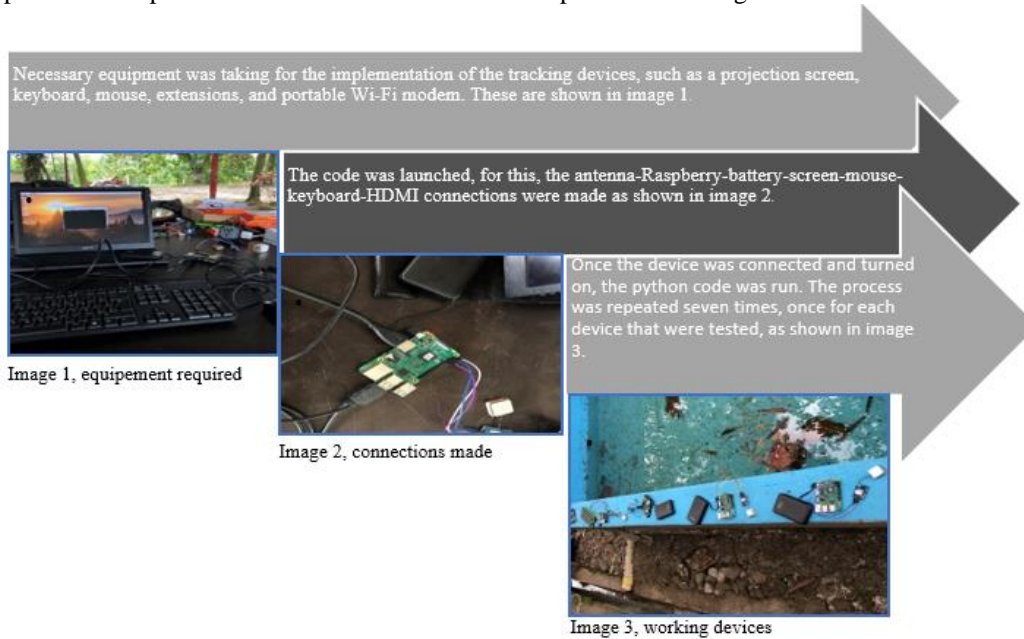 Necessary equipment was taking for the implementation of the tracking devices, such as a projection screen,
keyboard, mouse, extensions, and portable Wi-Fi modem. These are shown in image 1.
The code was launched, for this, the antenna-Raspberry-battery-screen-mouse-
keyboard-HDMI connections were made as shown in image 2.
Once the device was connected and turned
on, the python code was run. The process
was repeated seven times, once for each
device that were tested, as shown in image
3.
Image 1, equipement required
Image 2, connections made
Image 3, working devices